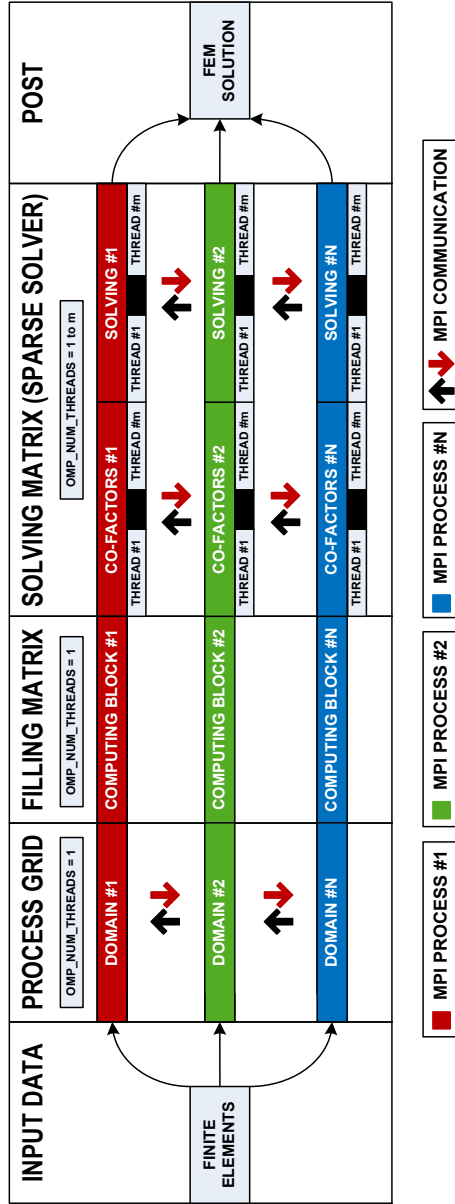 INPUT DATA
PROCESS GRID
FILLING MATRIX
SOLVING MATRIX (SPARSE SOLVER)
POST
OMP_NUM_THREADS = 1
OMP_NUM_THREADS = 1
OMP_NUM_THREADS = 1 to m
DOMAIN #1
COMPUTING BLOCK #1
CO-FACTORS #1
SOLVING #1
THREAD #1
THREAD #m
THREAD #1
THREAD #m
FINITE
ELEMENTS
DOMAIN #2
COMPUTING BLOCK #2
CO-FACTORS #2
SOLVING #2
THREAD #1
THREAD #m
THREAD #1
THREAD #m
FEM
SOLUTION
DOMAIN #N
COMPUTING BLOCK #N
CO-FACTORS #N
SOLVING #N
THREAD #1
THREAD #m
THREAD #1
THREAD #m
MPI PROCESS #1
MPI PROCESS #2
MPI PROCESS #N
MPI COMMUNICATION